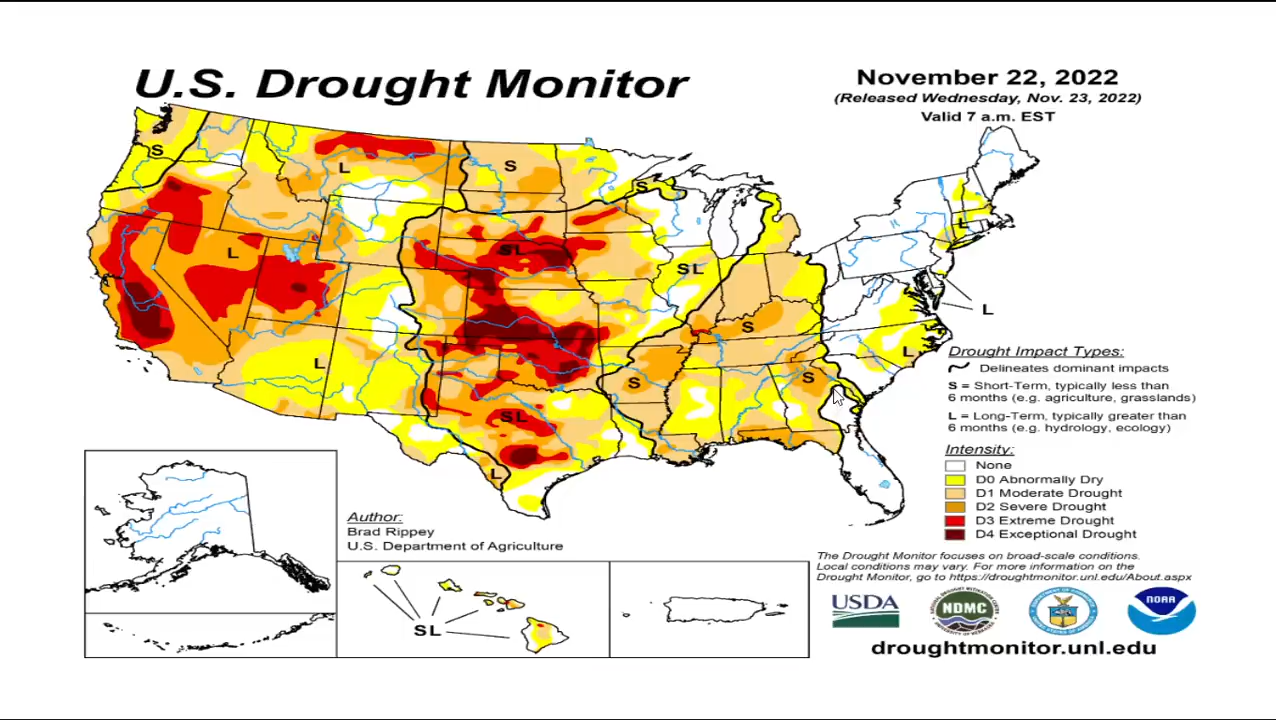 U.S. Drought Monitor
November 22, 2022
(Released Wednesday, Nov. 23, 2022)
Valid 7 a.m. EST
S
L
S
S
L
L
SL
SL
L
S
L
L
S
S
SL
L
L
Drought Impact Types:
Delineates dominant impacts
S = Short-Term, typically less than
6 months (e.g. agriculture, grasslands)
L = Long-Term, typically greater than
6 months (e.g. hydrology, ecology)
Intensity:
None
D0 Abnormally Dry
D1 Moderate Drought
D2 Severe Drought
D3 Extreme Drought
D4 Exceptional Drought
Author:
Brad Rippey
U.S. Department of Agriculture
SL
The Drought Monitor focuses on broad-scale conditions.
Local conditions may vary. For more information on the
Drought Monitor, go to https://droughtmonitor.unl.edu/About.aspx
USDA
NDMC
NOAA
droughtmonitor.unl.edu